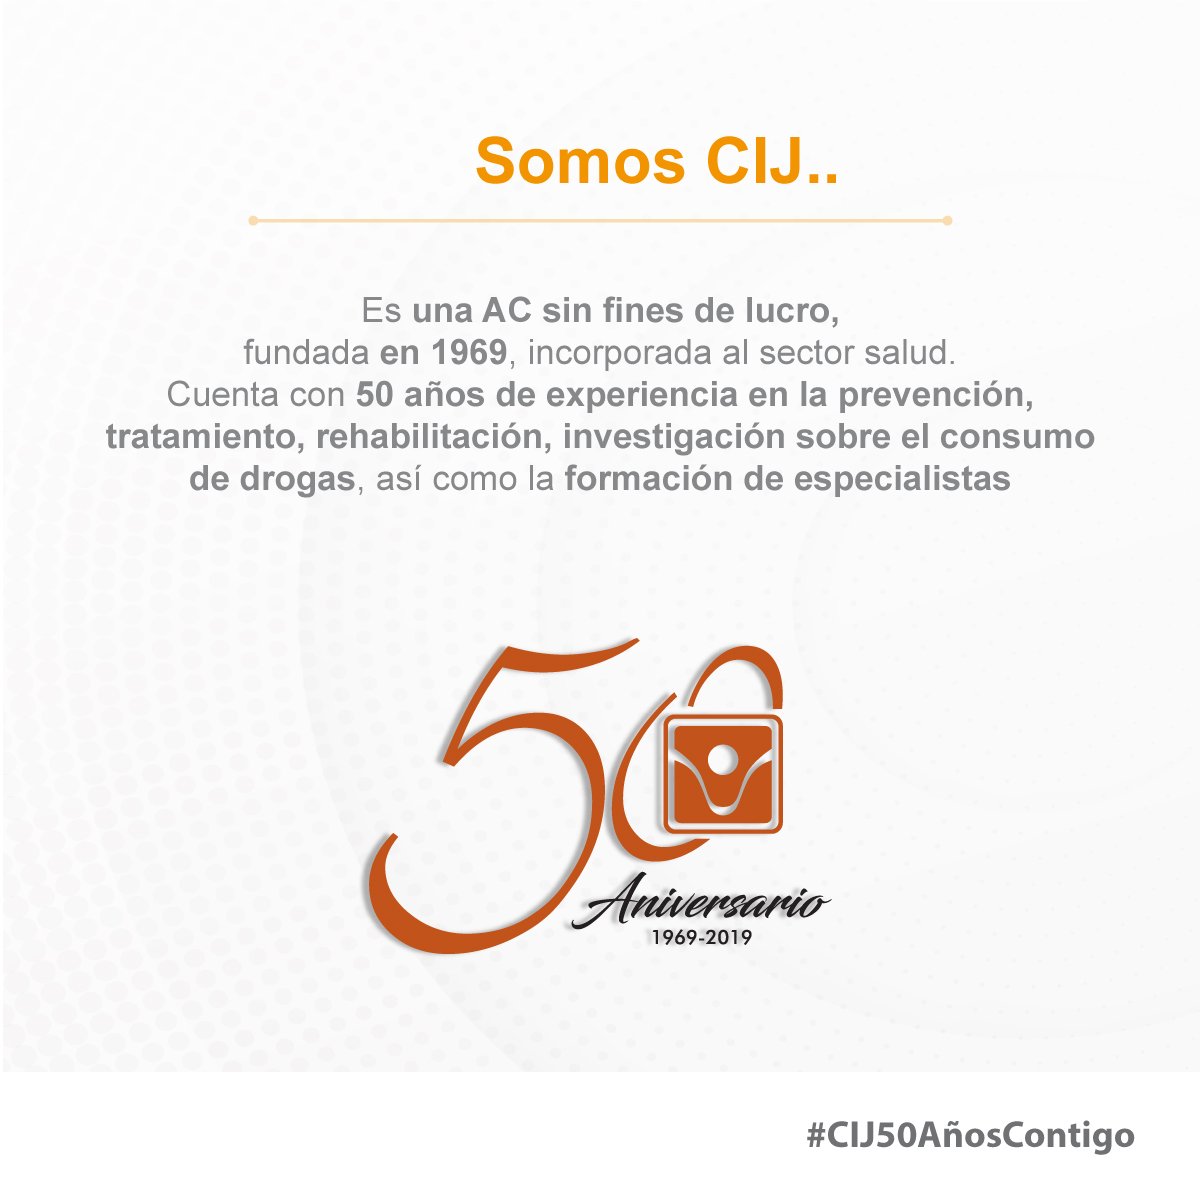 Somos CIJ..
Es una AC sin fines de lucro,
fundada en 1969, incorporada al sector salud.
Cuenta con 50 años de experiencia en la prevención,
tratamiento, rehabilitación, investigación sobre el consumo
de drogas, así como la formación de especialistas
50
Aniversario
1969-2019
#CIJ50AñosContigo